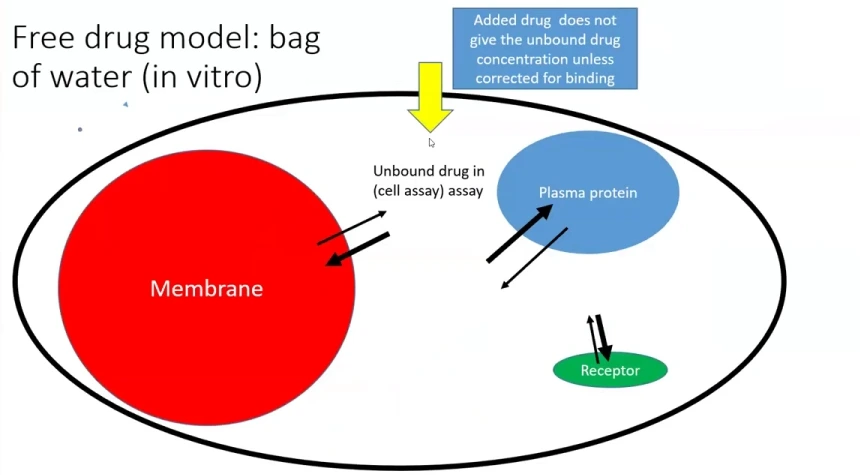 Free drug model: bag
of water (in vitro)
Added drug does not
give the unbound drug
concentration unless
corrected for binding
Unbound drug in
(cell assay) assay
Plasma protein
Membrane
Receptor